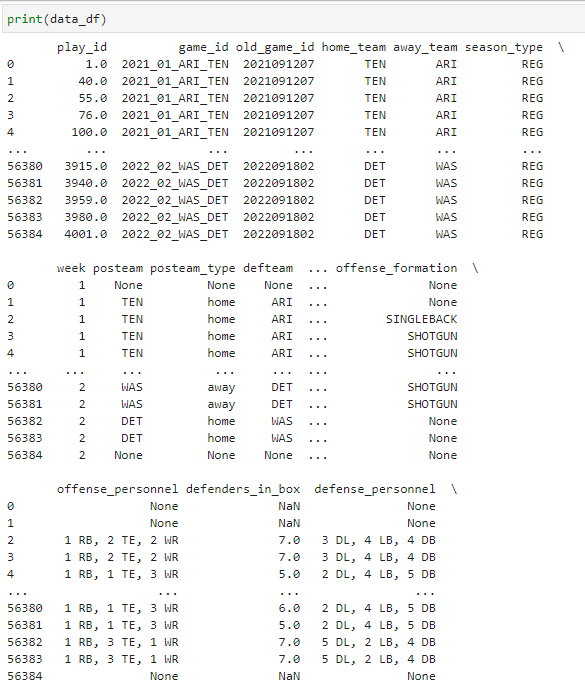 print(data_df)
play_id game_id old_game_id home_team away_team season_type \
0 1.0 2021_01_ARI_TEN 2021091207 TEN ARI REG
1 40.0 2021_01_ARI_TEN 2021091207 TEN ARI REG
2 55.0 2021_01_ARI_TEN 2021091207 TEN ARI REG
3 76.0 2021_01_ARI_TEN 2021091207 TEN ARI REG
4 100.0 2021_01_ARI_TEN 2021091207 TEN ARI REG
... ... ... ... ... ... ...
56380 3915.0 2022_02_WAS_DET 2022091802 DET WAS REG
56381 3940.0 2022_02_WAS_DET 2022091802 DET WAS REG
56382 3959.0 2022_02_WAS_DET 2022091802 DET WAS REG
56383 3980.0 2022_02_WAS_DET 2022091802 DET WAS REG
56384 4001.0 2022_02_WAS_DET 2022091802 DET WAS REG
week posteam posteam_type defteam ... offense_formation \
0 1 None None None ... None
1 1 TEN home ARI ... None
2 1 TEN home ARI ... SINGLEBACK
3 1 TEN home ARI ... SHOTGUN
4 1 TEN home ARI ... SHOTGUN
... ... ... ... ... ... ...
56380 2 WAS away DET ... SHOTGUN
56381 2 WAS away DET ... SHOTGUN
56382 2 DET home WAS ... None
56383 2 DET home WAS ... None
56384 2 None None None ... None
offense_personnel defenders_in_box defense_personnel \
0 None NaN None
1 None NaN None
2 1 RB, 2 TE, 2 WR 7.0 3 DL, 4 LB, 4 DB
3 1 RB, 2 TE, 2 WR 7.0 3 DL, 4 LB, 4 DB
4 1 RB, 1 TE, 3 WR 5.0 2 DL, 4 LB, 5 DB
... ... ... ...
56380 1 RB, 1 TE, 3 WR 6.0 2 DL, 4 LB, 5 DB
56381 1 RB, 1 TE, 3 WR 5.0 2 DL, 4 LB, 5 DB
56382 1 RB, 3 TE, 1 WR 7.0 5 DL, 2 LB, 4 DB
56383 1 RB, 3 TE, 1 WR 7.0 5 DL, 2 LB, 4 DB
56384 None NaN None